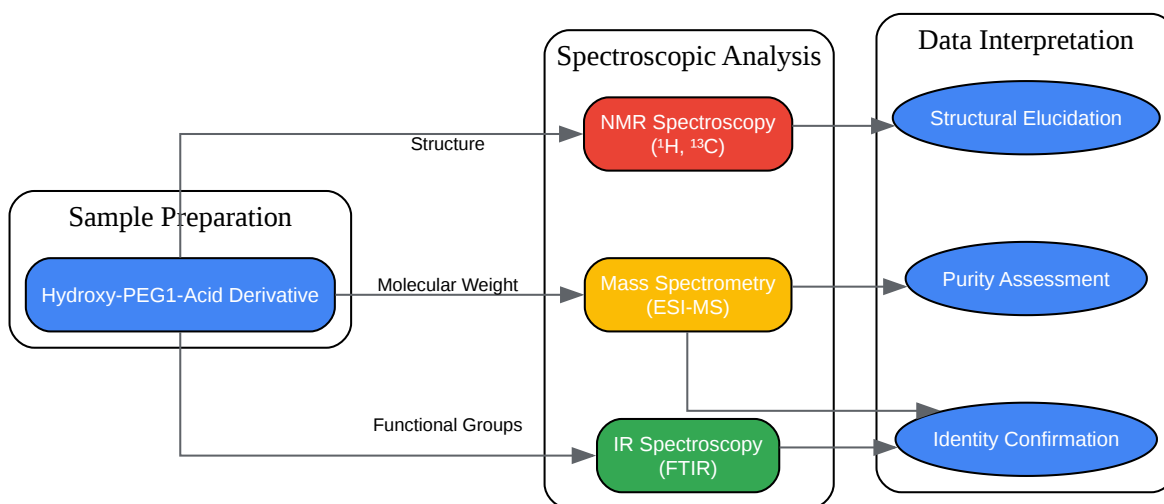 Sample Preparation
Hydroxy-PEG1-Acid Derivative
Structure
Molecular Weight
Functional Groups
Spectroscopic Analysis
NMR Spectroscopy
(¹H, ¹³C)
Mass Spectrometry
(ESI-MS)
IR Spectroscopy
(FTIR)
Data Interpretation
Structural Elucidation
Purity Assessment
Identity Confirmation